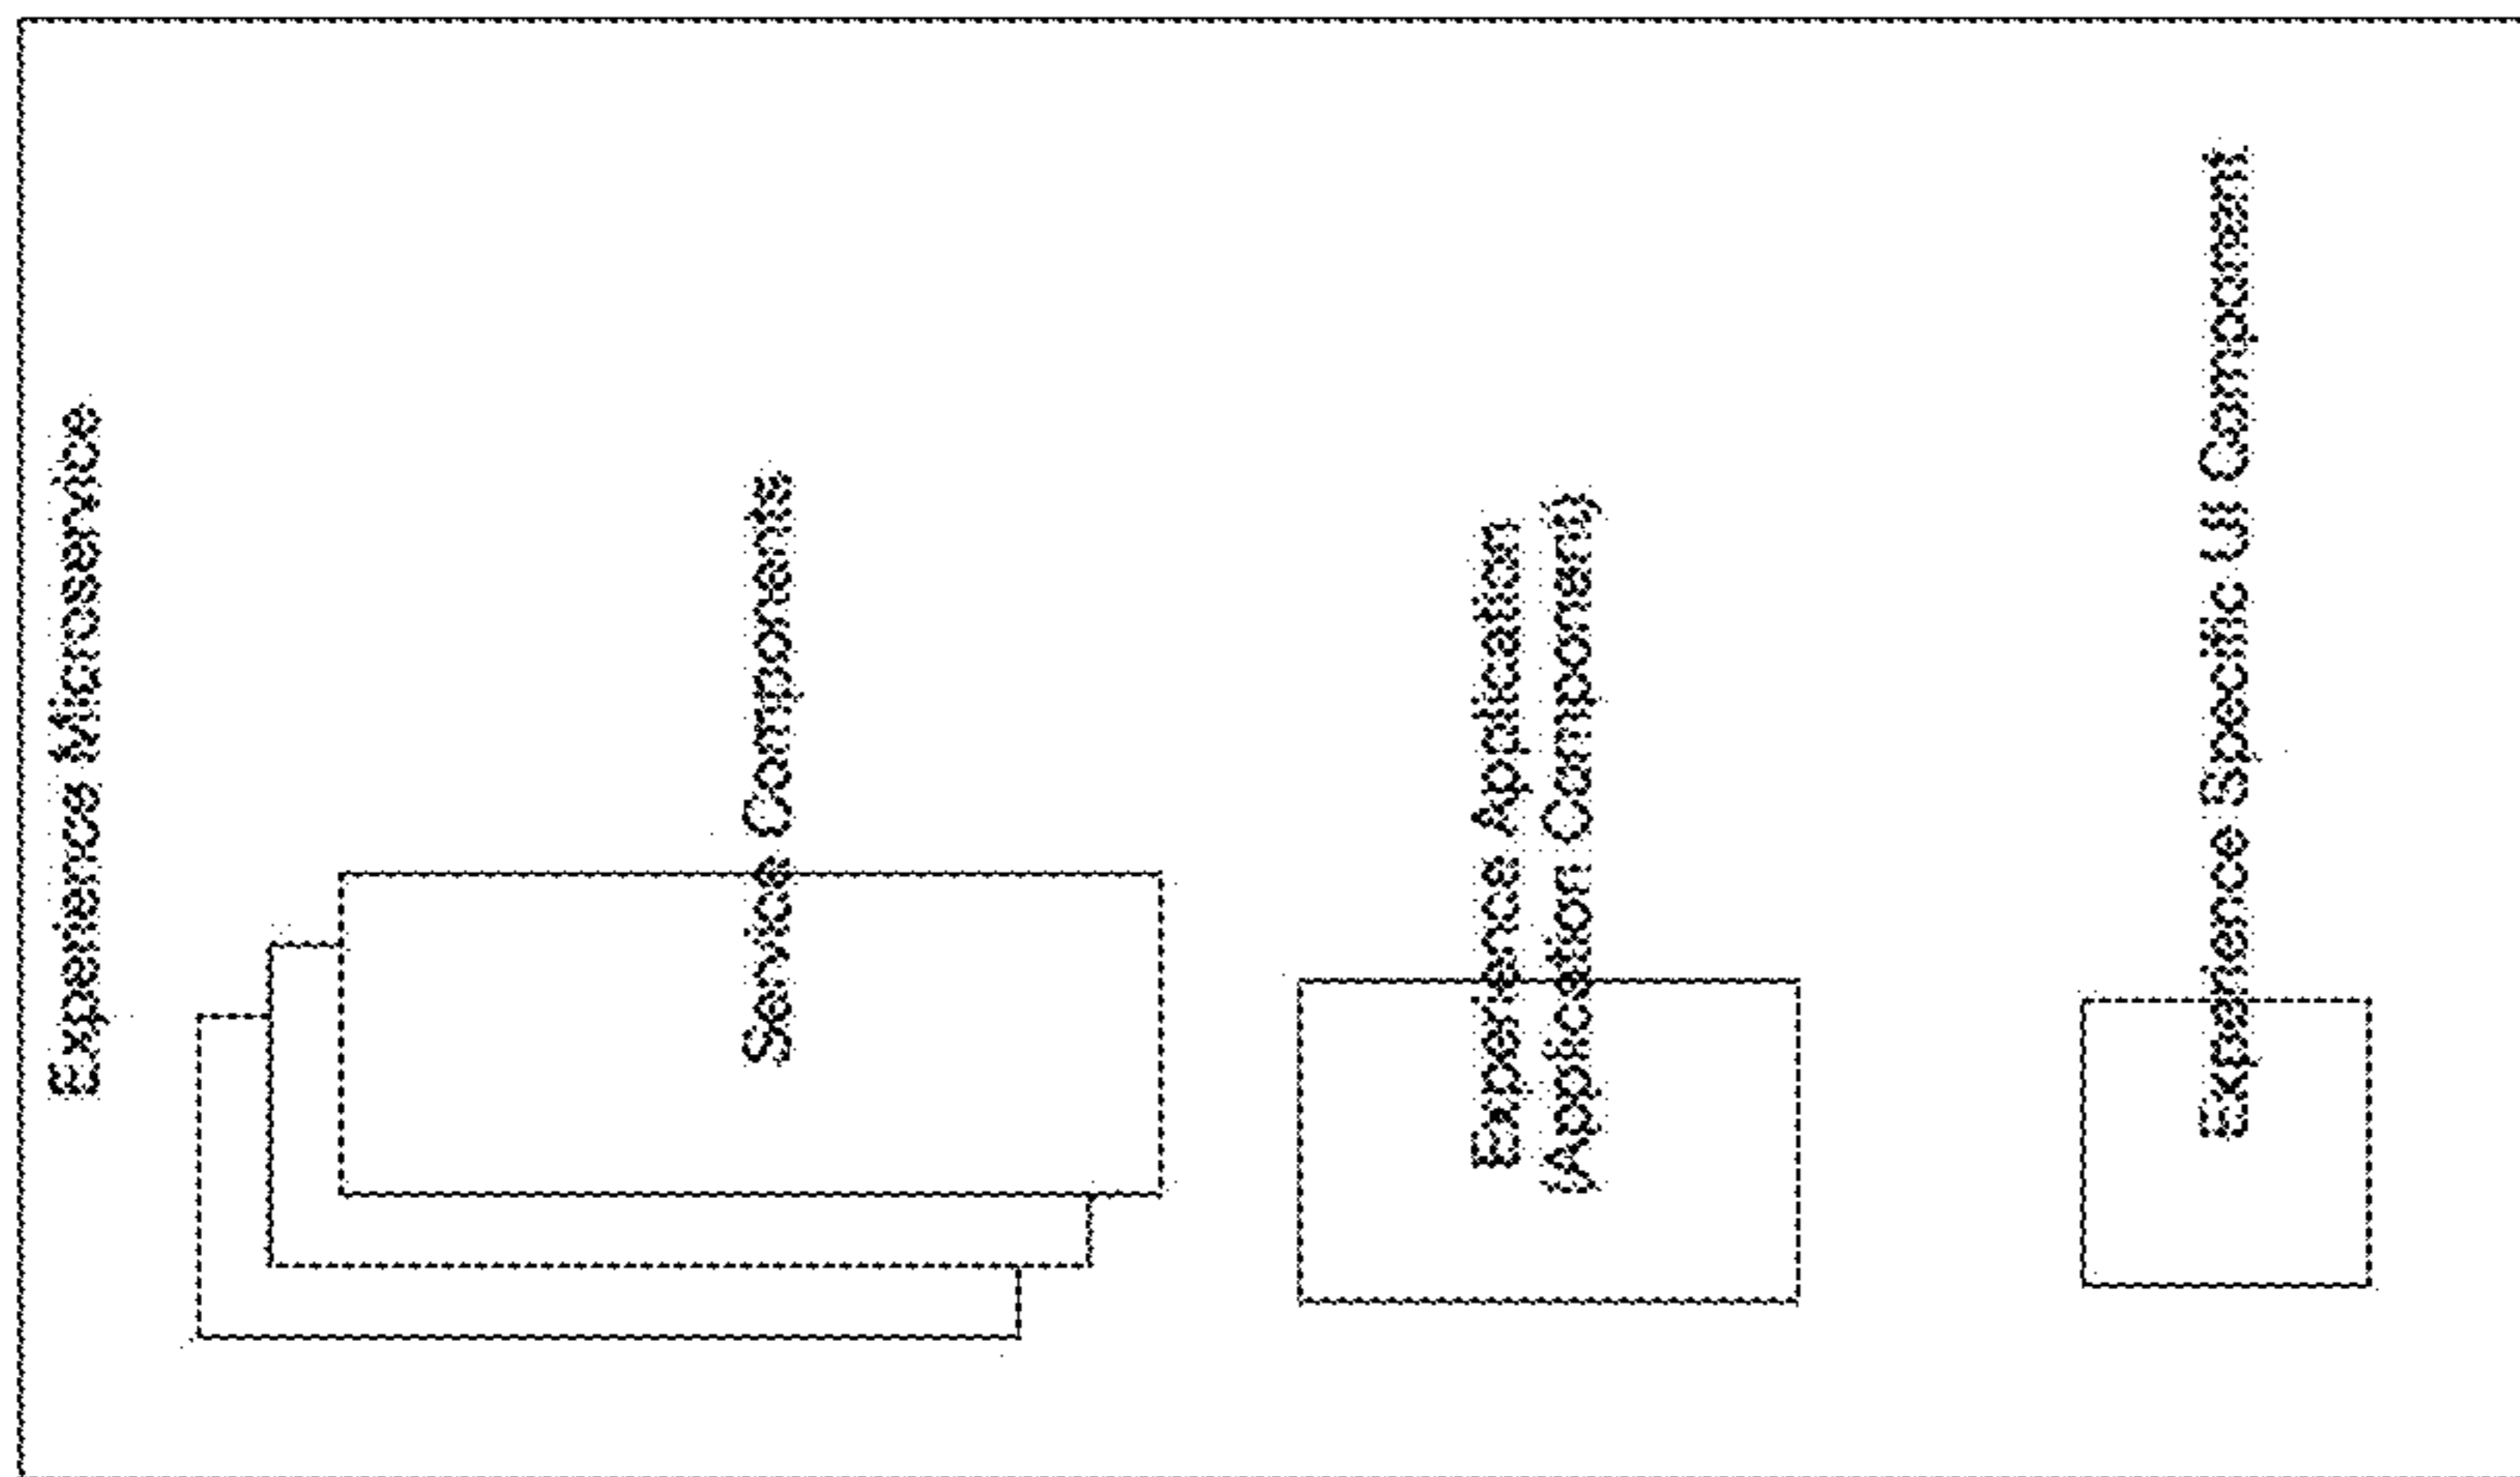 Experience Microservice
Service Components
Experience Application
(Application Component)
Experience Specific UI Component